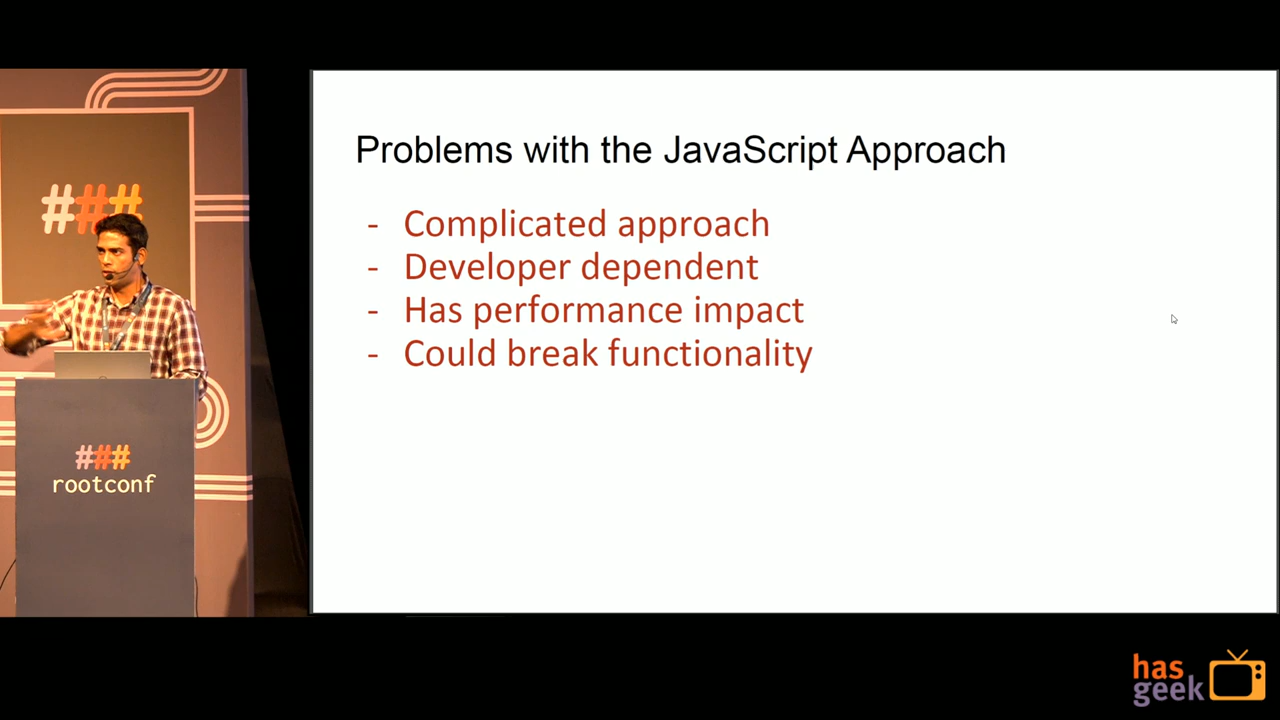 ###
Problems with the JavaScript Approach
- Complicated approach
- Developer dependent
- Has performance impact
- Could break functionality
###
rootconf
has
geek